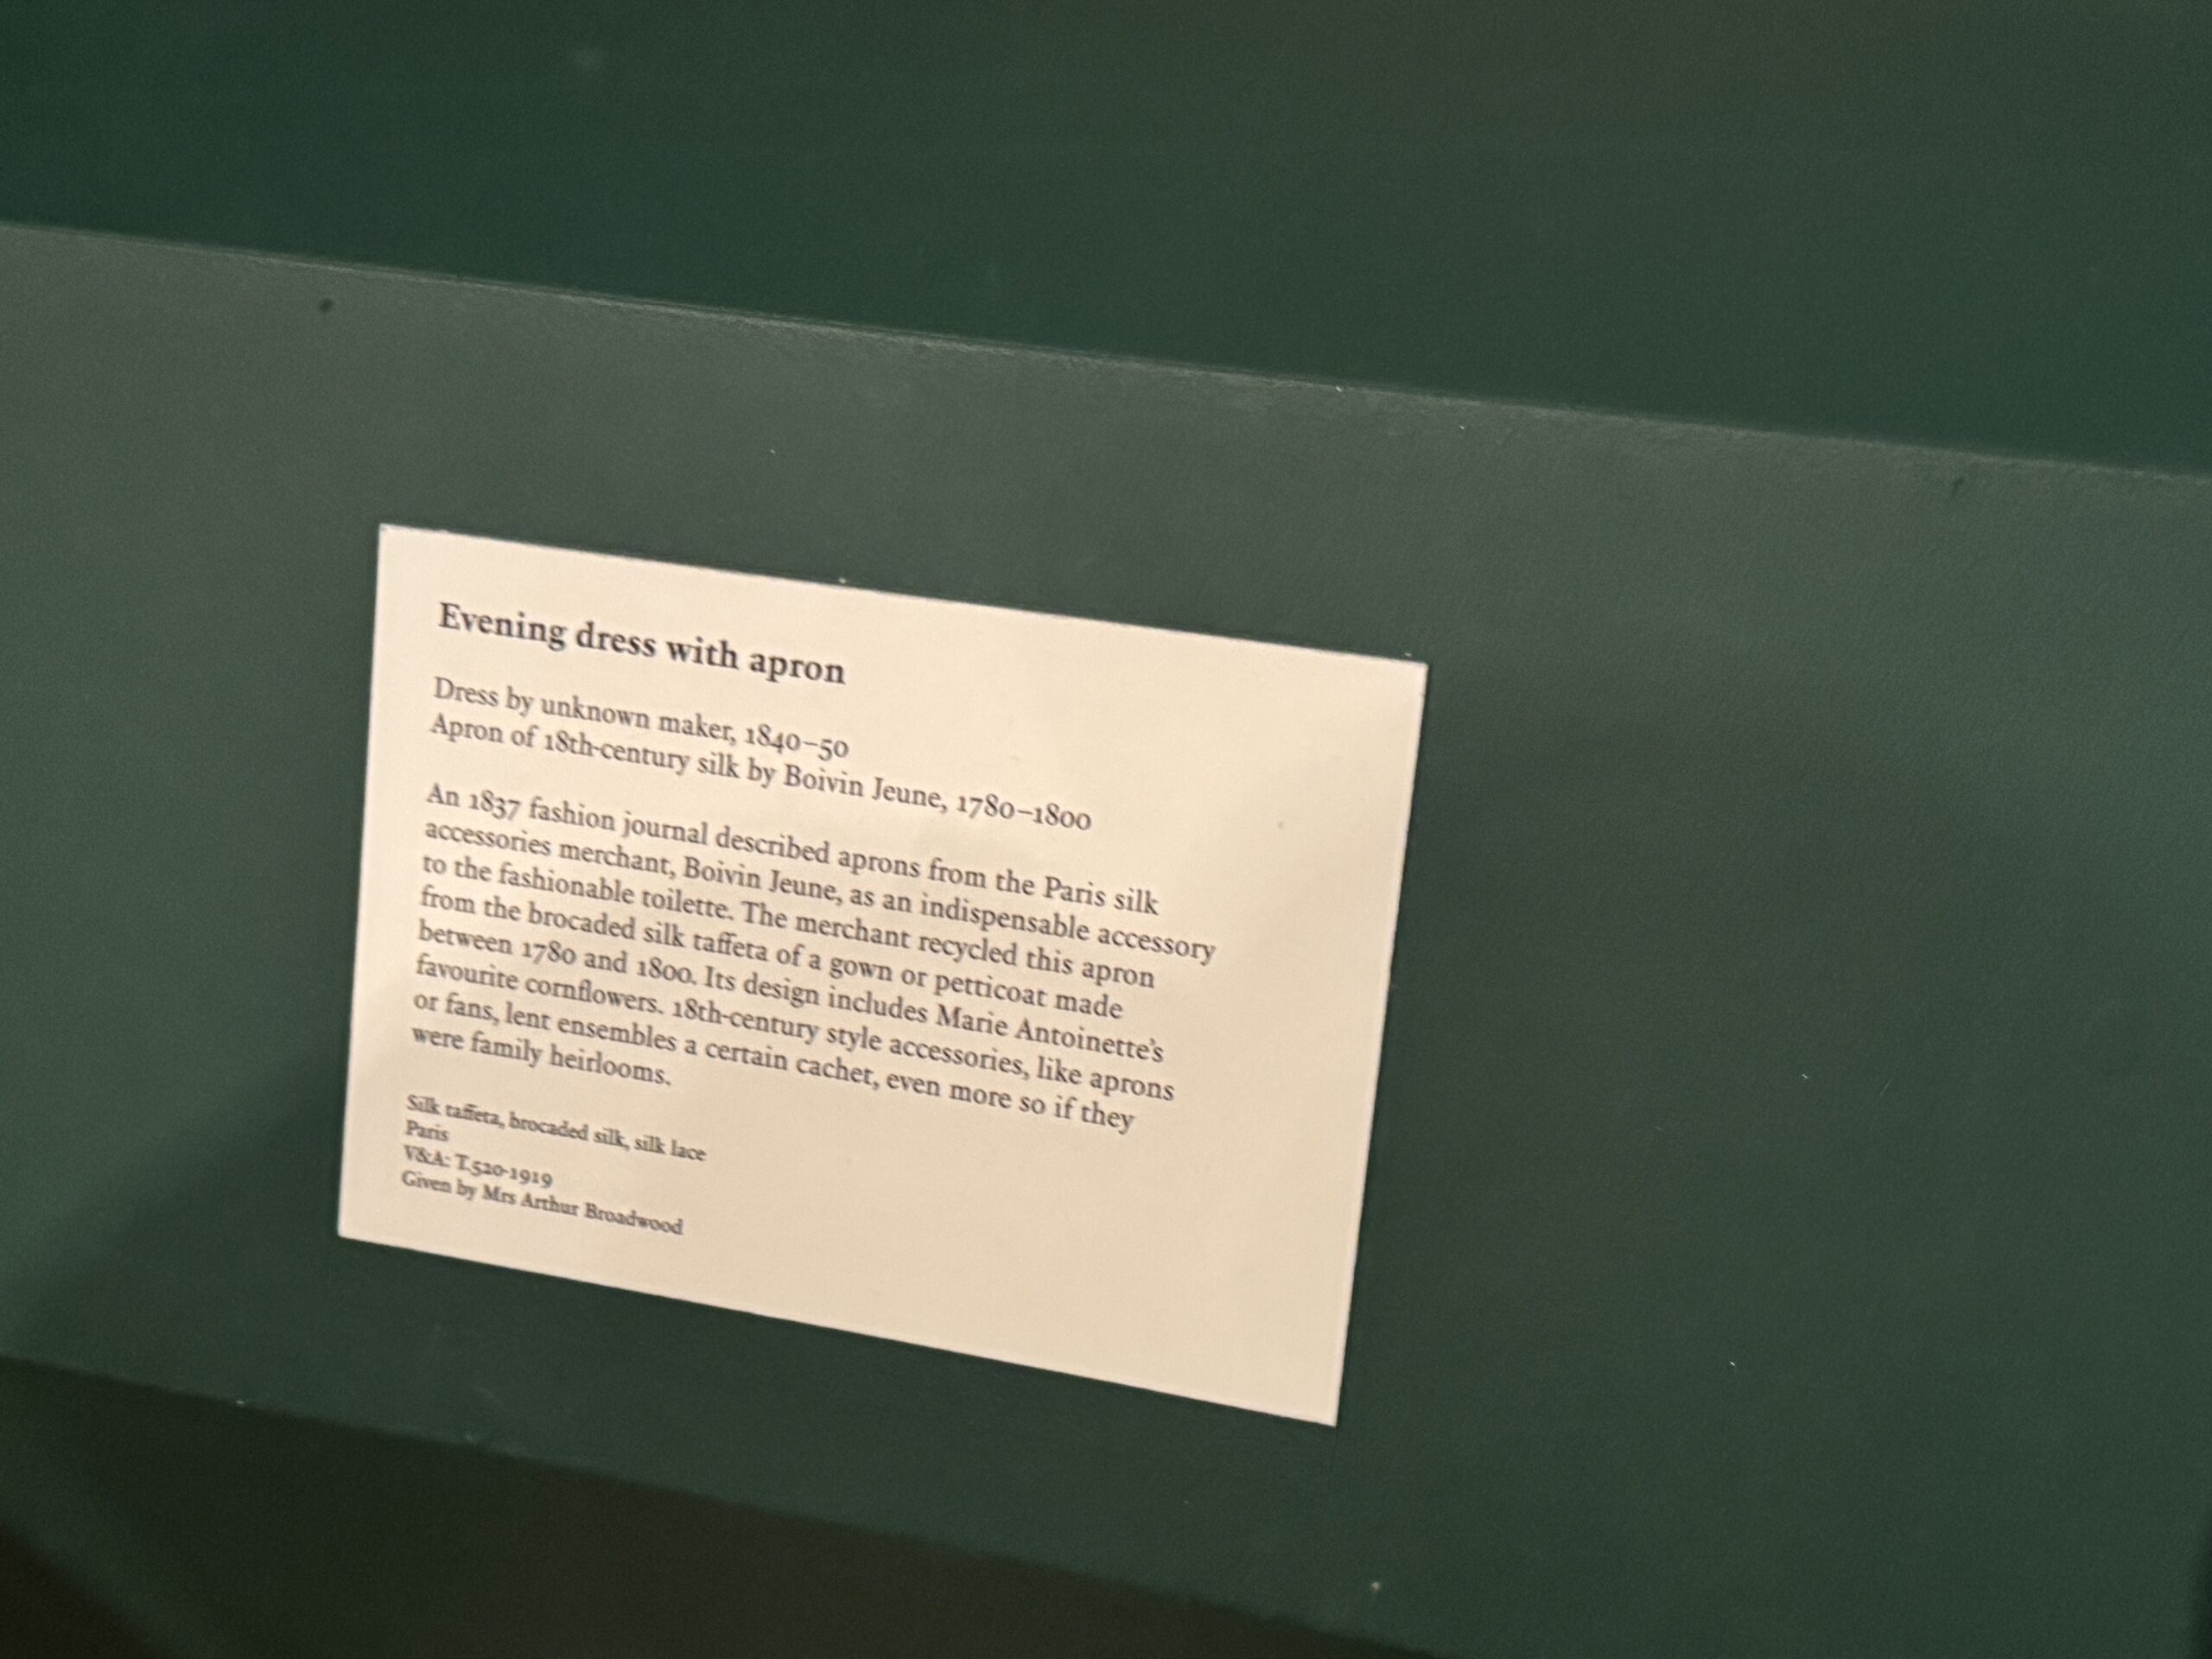 Evening dress with apron
Dress by unknown maker, 1840–50
Apron of 18th-century silk by Boivin Jeune, 1780–1800
An 1837 fashion journal described aprons from the Paris silk
accessories merchant, Boivin Jeune, as an indispensable accessory
to the fashionable toilette. The merchant recycled this apron
from the brocaded silk taffeta of a gown or petticoat made
between 1780 and 1800. Its design includes Marie Antoinette’s
favourite cornflowers. 18th-century style accessories, like aprons
or fans, lent ensembles a certain cachet, even more so if they
were family heirlooms.
Silk taffeta, brocaded silk, silk lace
Paris
V&A: T.520-1919
Given by Mrs Arthur Broadwood